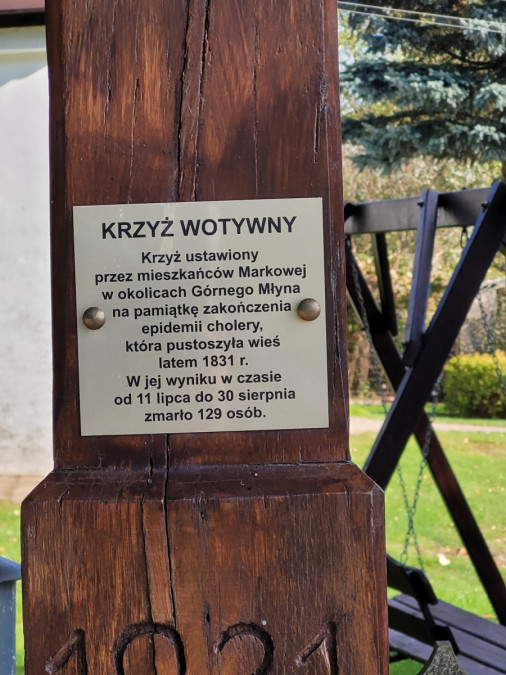 KRZYŻ WOTYWNY
Krzyż ustawiony
przez mieszkańców Markowej
w okolicach Górnego Młyna
na pamiątkę zakończenia
epidemii cholery,
która pustoszyła wieś
latem 1831 r.
W jej wyniku w czasie
od 11 lipca do 30 sierpnia
zmarło 129 osób.